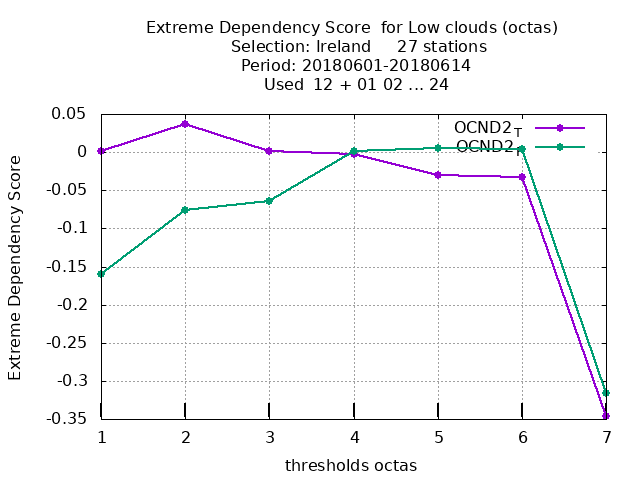 Extreme Dependency Score  for Low clouds (octas)
Selection: Ireland     27 stations
Period: 20180601-20180614
Used  12 + 01 02 ... 24
Extreme Dependency Score
0.05
0
-0.05
-0.1
-0.15
-0.2
-0.25
-0.3
-0.35
OCND2T
OCND2
1 2 3 4 5 6 7
thresholds octas